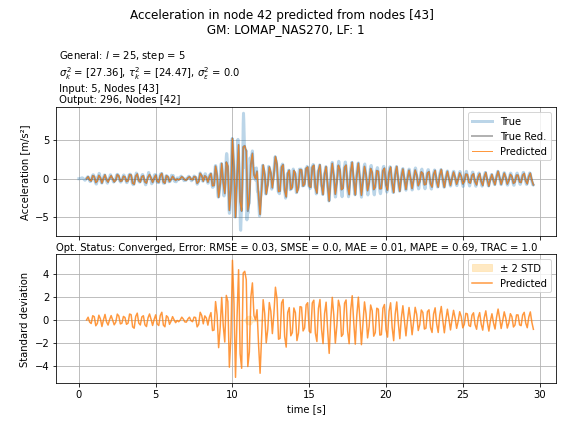 Acceleration in node 42 predicted from nodes [43]
GM: LOMAP_NAS270, LF: 1
General: l = 25, step = 5
σ²ₖ = [27.36], τ²ₖ = [24.47], σ²ε = 0.0
Input: 5, Nodes [43]
Output: 296, Nodes [42]
Acceleration [m/s²]
5
0
−5
True
True Red.
Predicted
Opt. Status: Converged, Error: RMSE = 0.03, SMSE = 0.0, MAE = 0.01, MAPE = 0.69, TRAC = 1.0
Standard deviation
4
2
0
−2
−4
± 2 STD
Predicted
0 5 10 15 20 25 30
time [s]